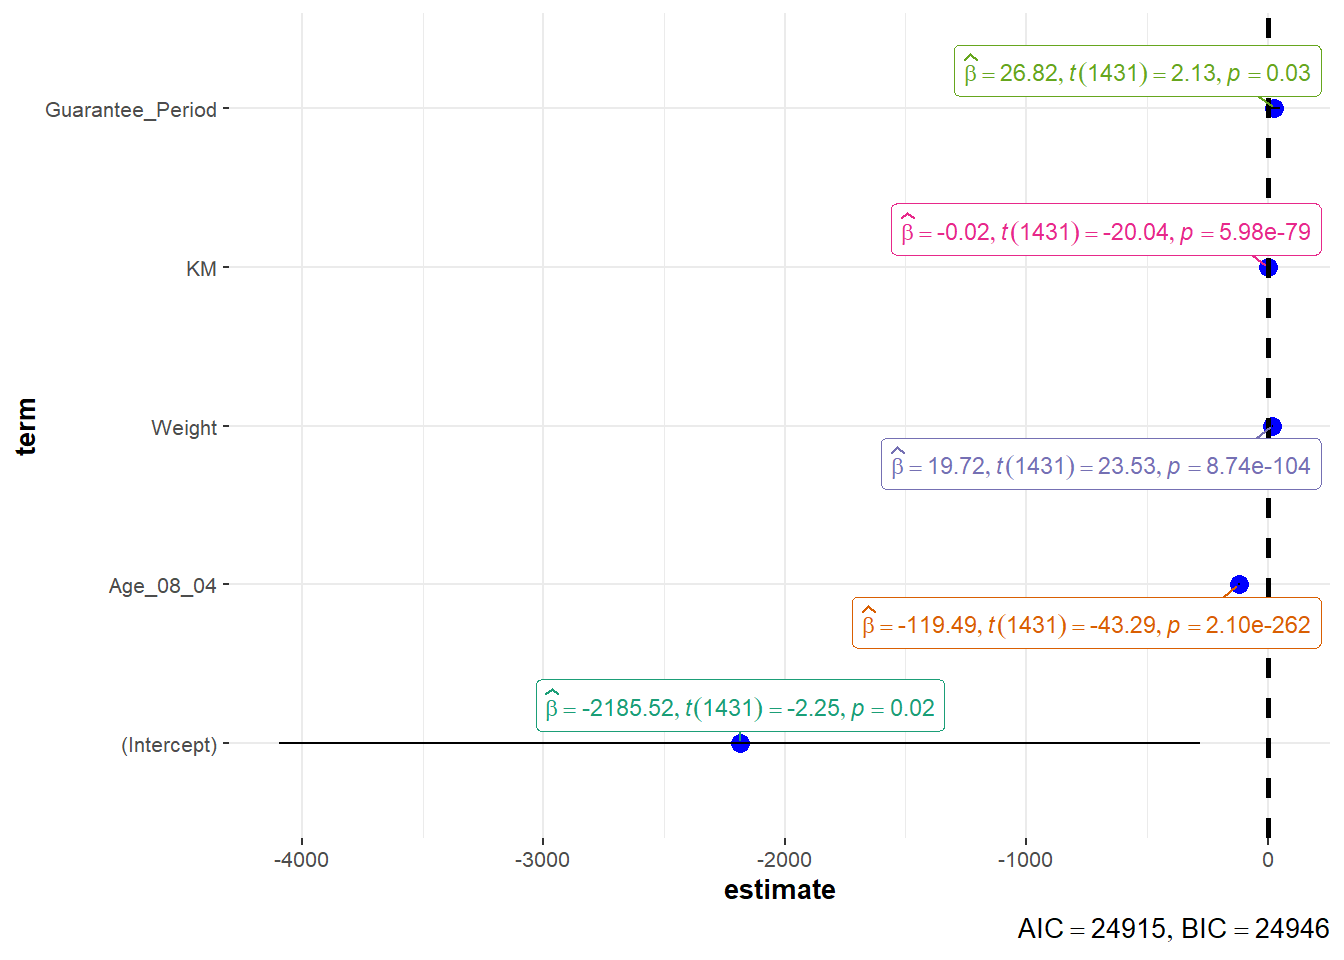 β̂ = 26.82, t(1431) = 2.13, p = 0.03
Guarantee_Period
β̂ = -0.02, t(1431) = -20.04, p = 5.98e-79
KM
term
Weight
β̂ = 19.72, t(1431) = 23.53, p = 8.74e-104
Age_08_04
β̂ = -119.49, t(1431) = -43.29, p = 2.10e-262
β̂ = -2185.52, t(1431) = -2.25, p = 0.02
(Intercept)
-4000 -3000 -2000 -1000 0
estimate
AIC = 24915, BIC = 24946